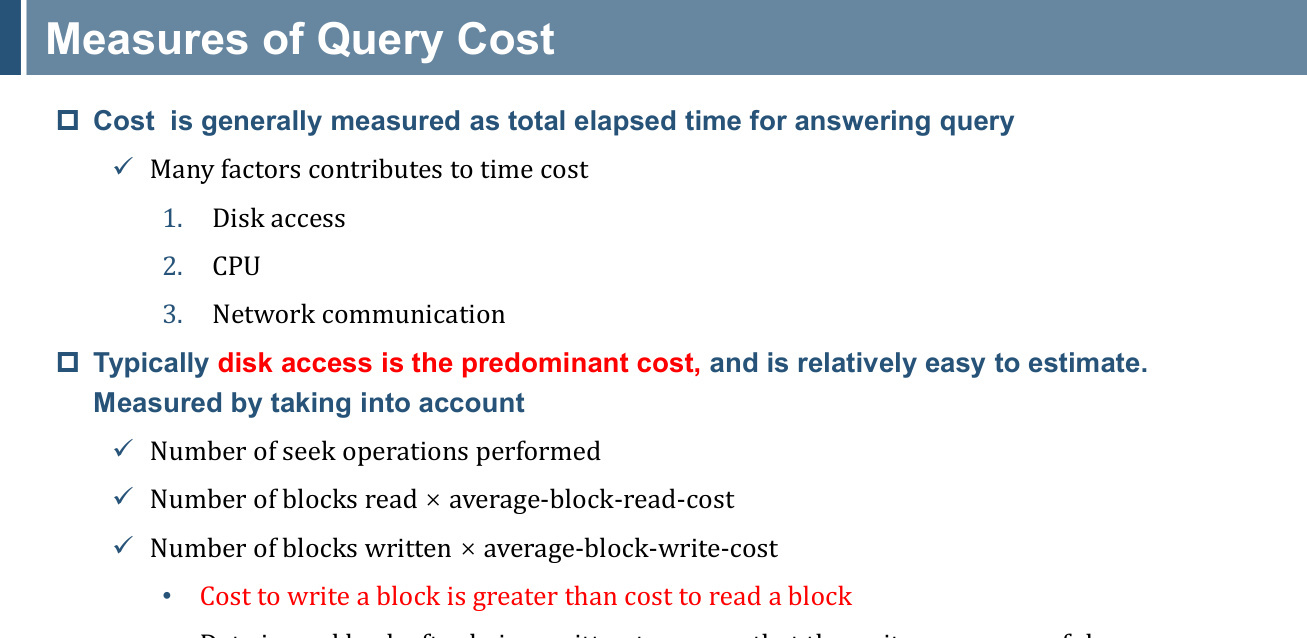 Measures of Query Cost
Cost is generally measured as total elapsed time for answering query
✓ Many factors contributes to time cost
1. Disk access
2. CPU
3. Network communication
Typically disk access is the predominant cost, and is relatively easy to estimate.
Measured by taking into account
✓ Number of seek operations performed
✓ Number of blocks read × average-block-read-cost
✓ Number of blocks written × average-block-write-cost
• Cost to write a block is greater than cost to read a block